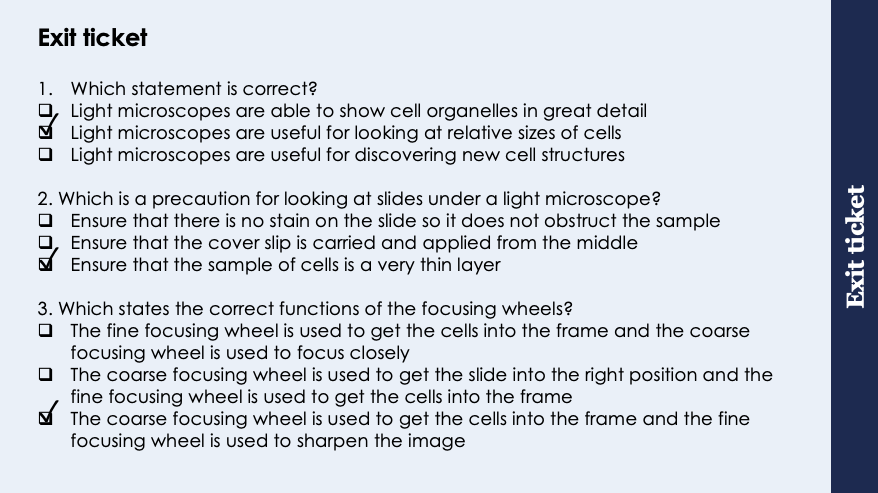 Exit ticket
1. Which statement is correct?
❑ Light microscopes are able to show cell organelles in great detail
☑ Light microscopes are useful for looking at relative sizes of cells
❑ Light microscopes are useful for discovering new cell structures
2. Which is a precaution for looking at slides under a light microscope?
❑ Ensure that there is no stain on the slide so it does not obstruct the sample
❑ Ensure that the cover slip is carried and applied from the middle
☑ Ensure that the sample of cells is a very thin layer
3. Which states the correct functions of the focusing wheels?
❑ The fine focusing wheel is used to get the cells into the frame and the coarse
focusing wheel is used to focus closely
❑ The coarse focusing wheel is used to get the slide into the right position and the
fine focusing wheel is used to get the cells into the frame
☑ The coarse focusing wheel is used to get the cells into the frame and the fine
focusing wheel is used to sharpen the image
Exit ticket